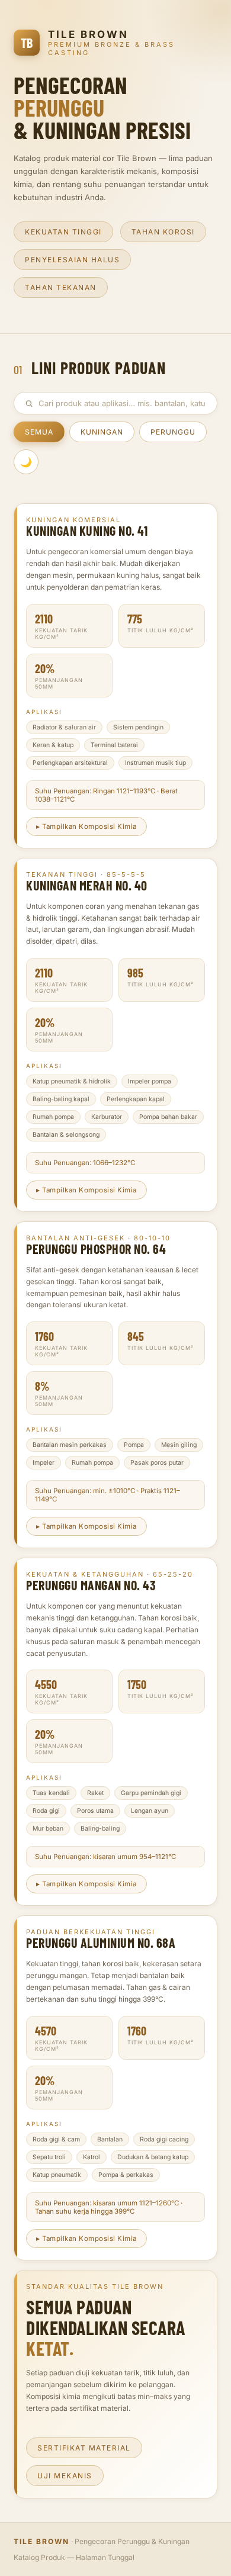 TB
TILE BROWN
PREMIUM BRONZE & BRASS
CASTING
PENGECORAN
PERUNGGU
& KUNINGAN PRESISI
Katalog produk material cor Tile Brown — lima paduan
unggulan dengan karakteristik mekanis, komposisi
kimia, dan rentang suhu penuangan terstandar untuk
kebutuhan industri Anda.
KEKUATAN TINGGI
TAHAN KOROSI
PENYELESAIAN HALUS
TAHAN TEKANAN
01 LINI PRODUK PADUAN
Cari produk atau aplikasi... mis. bantalan, katu
SEMUA
KUNINGAN
PERUNGGU
KUNINGAN KOMERSIAL
KUNINGAN KUNING NO. 41
Untuk pengecoran komersial umum dengan biaya
rendah dan hasil akhir baik. Mudah dikerjakan
dengan mesin, permukaan kuning halus, sangat baik
untuk penyolderan dan pematrian keras.
2110
KEKUATAN TARIK
KG/CM²
775
TITIK LULUH KG/CM²
20%
PEMANJANGAN
50MM
APLIKASI
Radiator & saluran air
Sistem pendingin
Keran & katup
Terminal baterai
Perlengkapan arsitektural
Instrumen musik tiup
Suhu Penuangan: Ringan 1121–1193°C · Berat
1038–1121°C
▸ Tampilkan Komposisi Kimia
TEKANAN TINGGI · 85-5-5-5
KUNINGAN MERAH NO. 40
Untuk komponen coran yang menahan tekanan gas
& hidrolik tinggi. Ketahanan sangat baik terhadap air
laut, larutan garam, dan lingkungan abrasif. Mudah
disolder, dipatri, dilas.
2110
KEKUATAN TARIK
KG/CM²
985
TITIK LULUH KG/CM²
20%
PEMANJANGAN
50MM
APLIKASI
Katup pneumatik & hidrolik
Impeler pompa
Baling-baling kapal
Perlengkapan kapal
Rumah pompa
Karburator
Pompa bahan bakar
Bantalan & selongsong
Suhu Penuangan: 1066–1232°C
▸ Tampilkan Komposisi Kimia
BANTALAN ANTI-GESEK · 80-10-10
PERUNGGU PHOSPHOR NO. 64
Sifat anti-gesek dengan ketahanan keausan & lecet
gesekan tinggi. Tahan korosi sangat baik,
kemampuan pemesinan baik, hasil akhir halus
dengan toleransi ukuran ketat.
1760
KEKUATAN TARIK
KG/CM²
845
TITIK LULUH KG/CM²
8%
PEMANJANGAN
50MM
APLIKASI
Bantalan mesin perkakas
Pompa
Mesin giling
Impeler
Rumah pompa
Pasak poros putar
Suhu Penuangan: min. ±1010°C · Praktis 1121–
1149°C
▸ Tampilkan Komposisi Kimia
KEKUATAN & KETANGGUHAN · 65-25-20
PERUNGGU MANGAN NO. 43
Untuk komponen cor yang menuntut kekuatan
mekanis tinggi dan ketangguhan. Tahan korosi baik,
banyak dipakai untuk suku cadang kapal. Perhatian
khusus pada saluran masuk & penambah mencegah
cacat penyusutan.
4550
KEKUATAN TARIK
KG/CM²
1750
TITIK LULUH KG/CM²
20%
PEMANJANGAN
50MM
APLIKASI
Tuas kendali
Raket
Garpu pemindah gigi
Roda gigi
Poros utama
Lengan ayun
Mur beban
Baling-baling
Suhu Penuangan: kisaran umum 954–1121°C
▸ Tampilkan Komposisi Kimia
PADUAN BERKEKUATAN TINGGI
PERUNGGU ALUMINIUM NO. 68A
Kekuatan tinggi, tahan korosi baik, kekerasan setara
perunggu mangan. Tetap menjadi bantalan baik
dengan pelumasan memadai. Tahan gas & cairan
bertekanan dan suhu tinggi hingga 399°C.
4570
KEKUATAN TARIK
KG/CM²
1760
TITIK LULUH KG/CM²
20%
PEMANJANGAN
50MM
APLIKASI
Roda gigi & cam
Bantalan
Roda gigi cacing
Sepatu troli
Katrol
Dudukan & batang katup
Katup pneumatik
Pompa & perkakas
Suhu Penuangan: kisaran umum 1121–1260°C ·
Tahan suhu kerja hingga 399°C
▸ Tampilkan Komposisi Kimia
STANDAR KUALITAS TILE BROWN
SEMUA PADUAN
DIKENDALIKAN SECARA
KETAT.
Setiap paduan diuji kekuatan tarik, titik luluh, dan
pemanjangan sebelum dikirim ke pelanggan.
Komposisi kimia mengikuti batas min–maks yang
tertera pada sertifikat material.
SERTIFIKAT MATERIAL
UJI MEKANIS
TILE BROWN · Pengecoran Perunggu & Kuningan
Katalog Produk — Halaman Tunggal